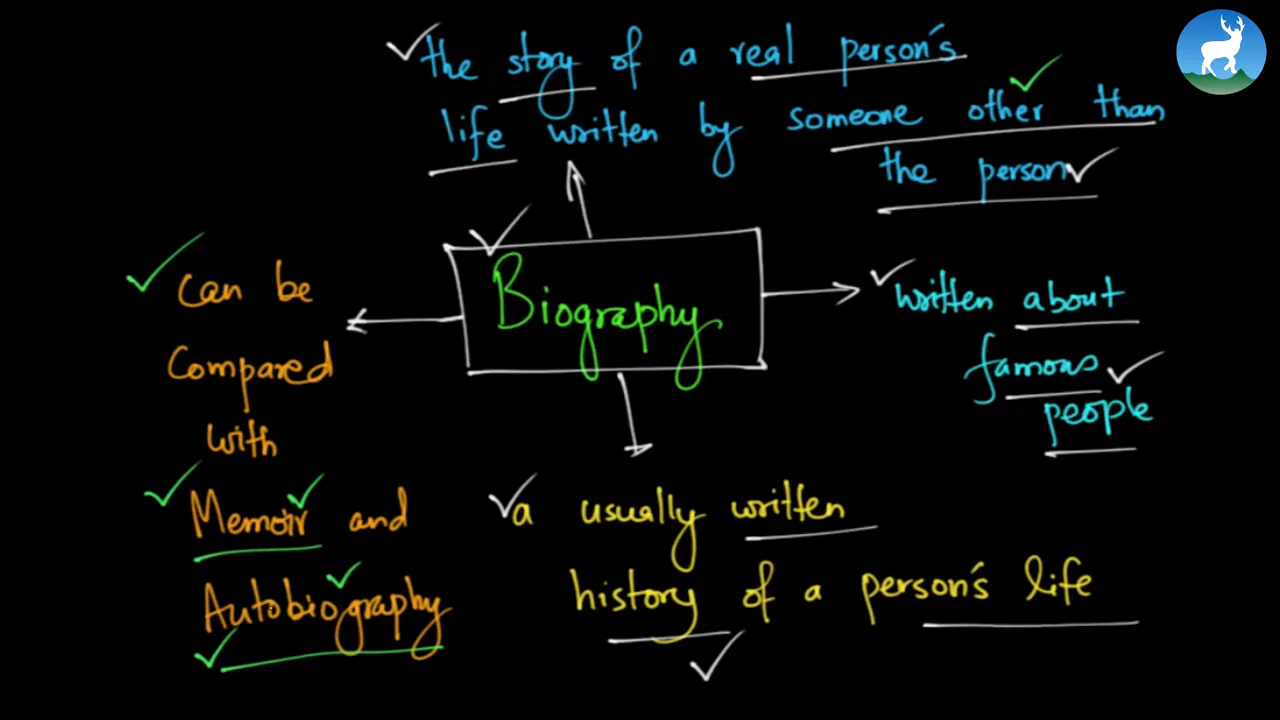 the story of a real person's
life written by someone other than
the person
Biography
written about
famous
people
can be
Compared
with
Memoir and
Autobiography
a usually written
history of a person's life